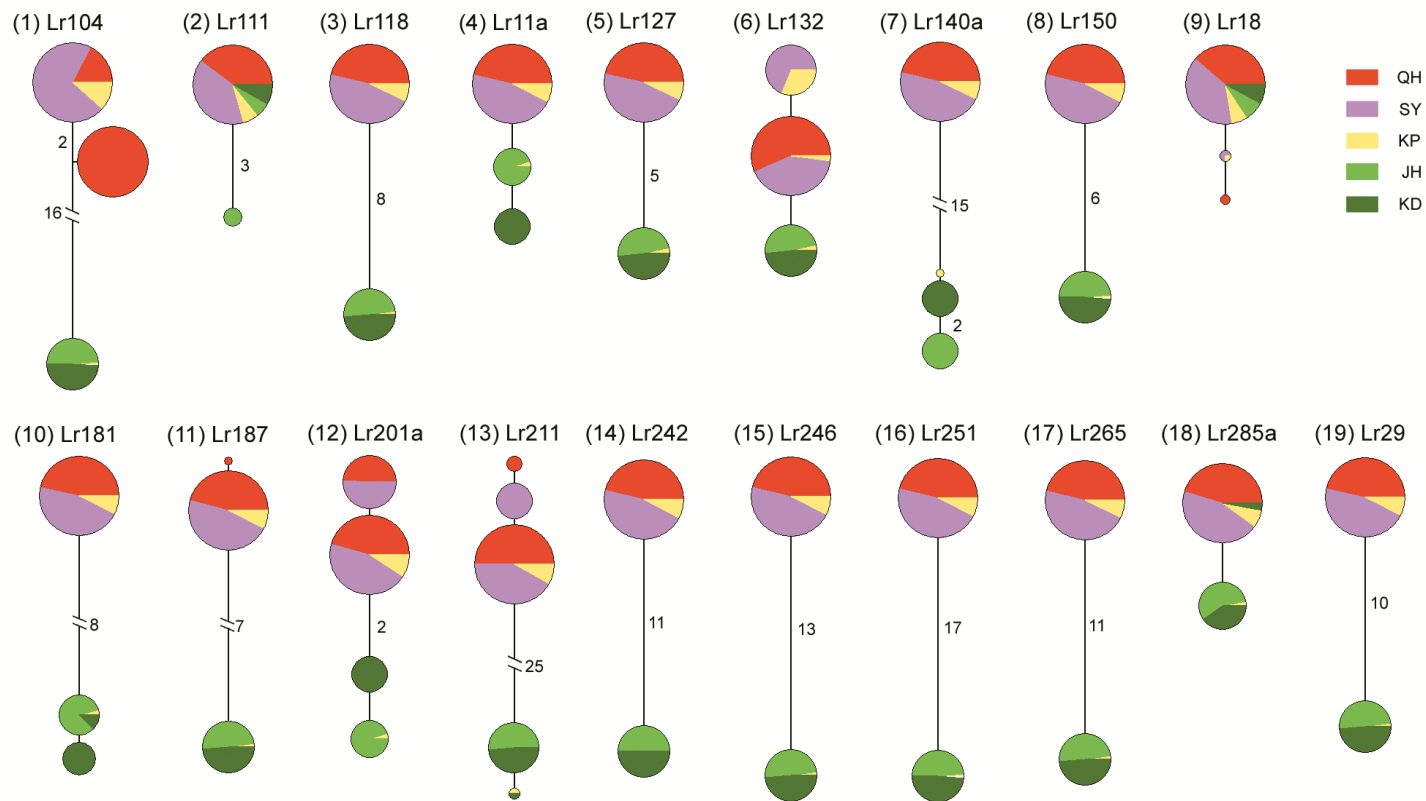 (1) Lr104
(2) Lr111
(3) Lr118
(4) Lr11a
(5) Lr127
(6) Lr132
(7) Lr140a
(8) Lr150
(9) Lr18
QH
SY
KP
JH
KD
2
16
3
8
5
15
2
6
(10) Lr181
(11) Lr187
(12) Lr201a
(13) Lr211
(14) Lr242
(15) Lr246
(16) Lr251
(17) Lr265
(18) Lr285a
(19) Lr29
8
7
2
25
11
13
17
11
10